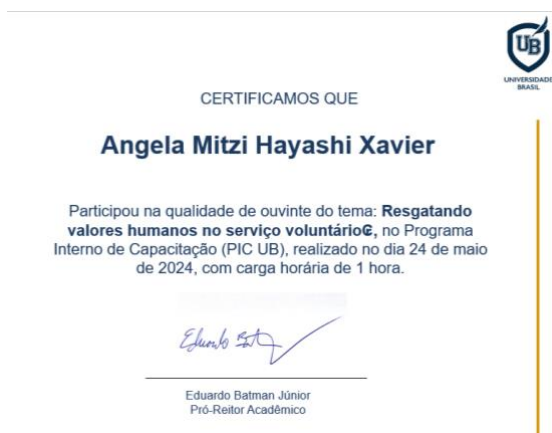 UB
UNIVERSIDADE
BRASIL
CERTIFICAMOS QUE
Angela Mitzi Hayashi Xavier
Participou na qualidade de ouvinte do tema: Resgatando
valores humanos no serviço voluntário₢, no Programa
Interno de Capacitação (PIC UB), realizado no dia 24 de maio
de 2024, com carga horária de 1 hora.
Eduardo Batman Júnior
Pró-Reitor Acadêmico